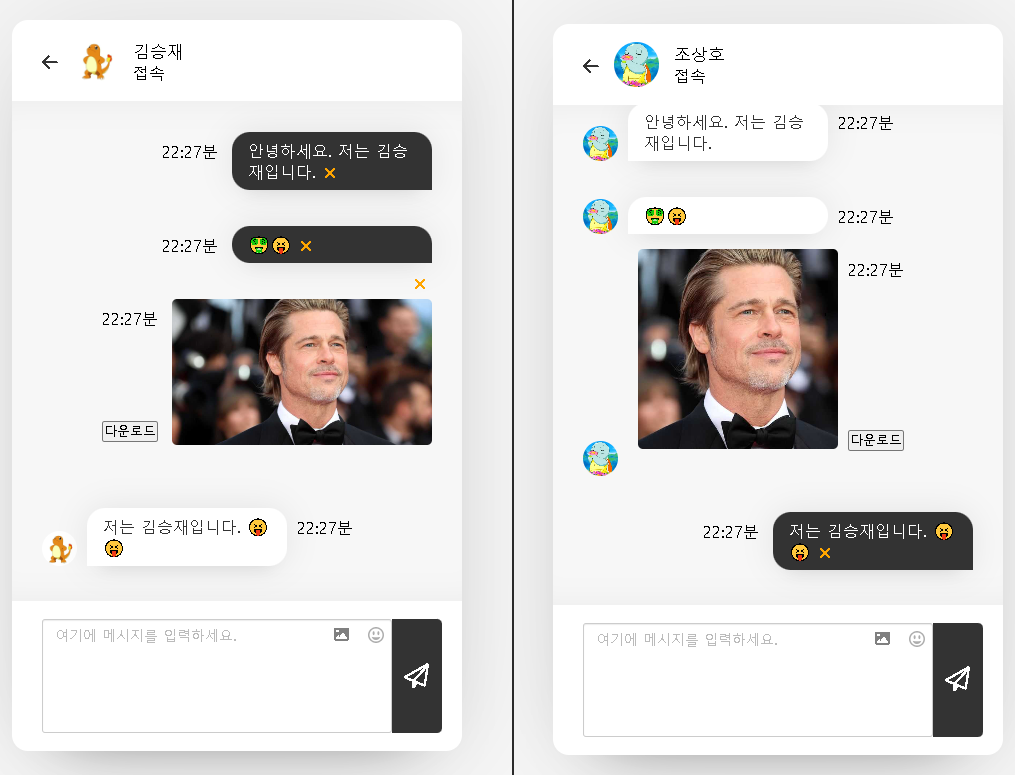 김승재
접속
22:27분
안녕하세요. 저는 김승
재입니다.
22:27분
22:27분
다운로드
저는 김승재입니다.
22:27분
여기에 메시지를 입력하세요.
조상호
접속
안녕하세요. 저는 김승
재입니다.
22:27분
22:27분
22:27분
다운로드
22:27분
저는 김승재입니다.
여기에 메시지를 입력하세요.